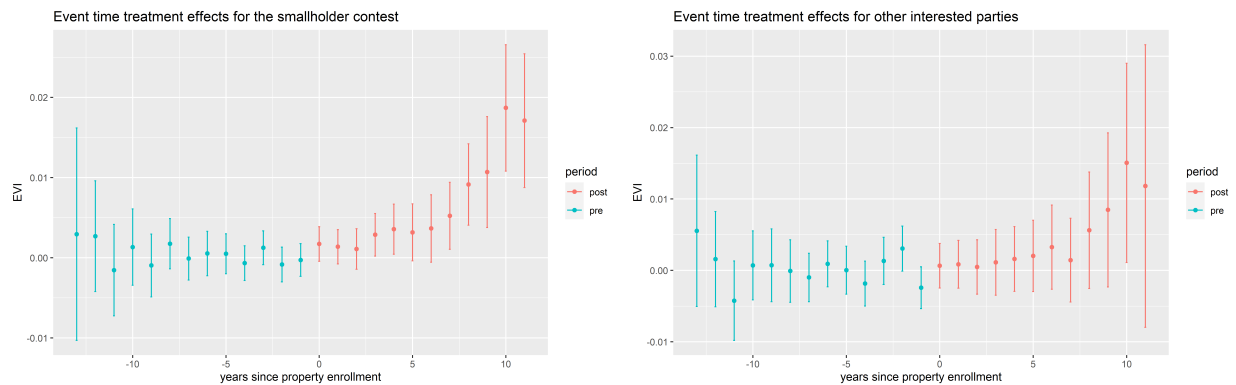 Event time treatment effects for the smallholder contest
0.02
0.01
0.00
-0.01
EVI
-10
-5
0
5
10
years since property enrollment
period
post
pre
Event time treatment effects for other interested parties
0.03
0.02
0.01
0.00
-0.01
EVI
-10
-5
0
5
10
years since property enrollment
period
post
pre